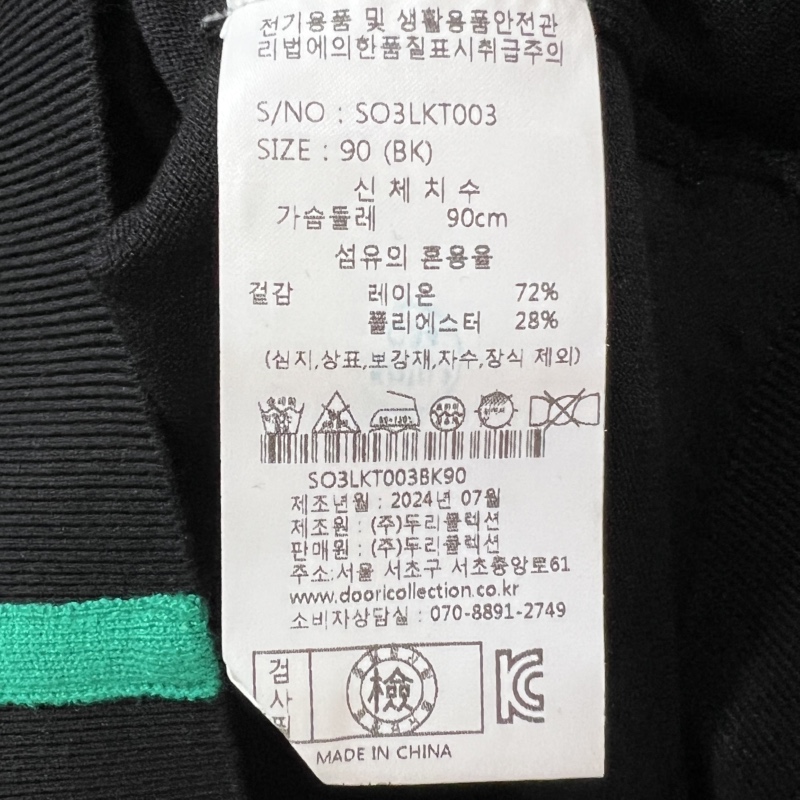 전기용품 및 생활용품안전관
리법에의한품질표시취급주의
S/NO : SO3LKT003
SIZE : 90 (BK)
신 체 치 수
가슴둘레 90cm
섬유의 혼용율
겉감 레이온 72%
폴리에스터 28%
(심지,상표,보강재,자수,장식 제외)
SO3LKT003BK90
제조년월 : 2024년 07월
제조원 : (주)두리콜렉션
판매원 : (주)두리콜렉션
주소:서울 서초구 서초중앙로61
www.dooricollection.co.kr
소비자상담실 : 070-8891-2749
검
사
필
檢
KC
MADE IN CHINA